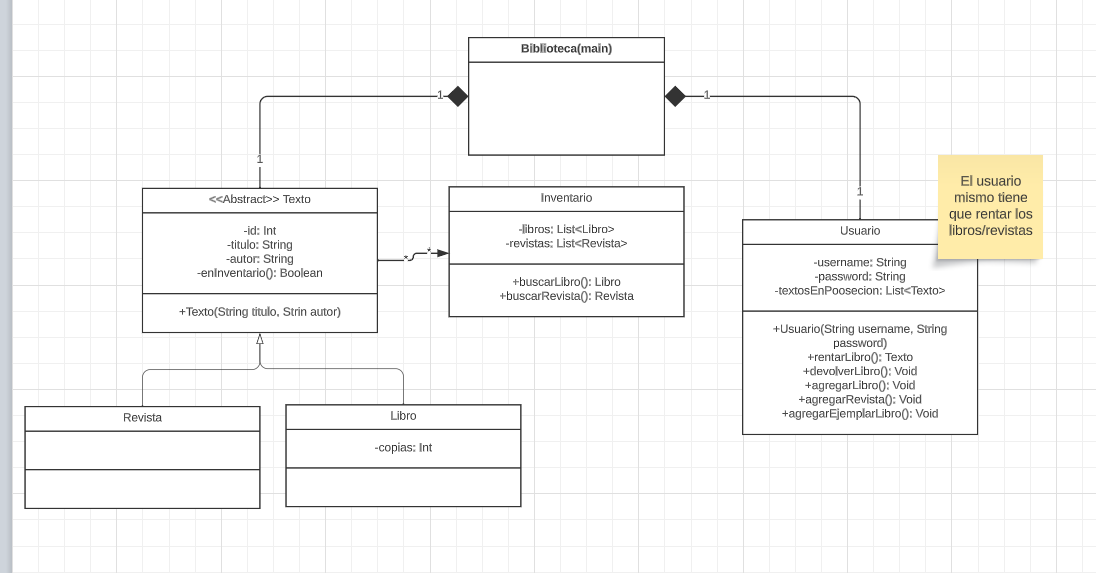 Biblioteca(main)
1
1
1
1
<<Abstract>> Texto
-id: Int
-titulo: String
-autor: String
-enInventario(): Boolean
+Texto(String titulo, Strin autor)
*
*
Inventario
-libros: List<Libro>
-revistas: List<Revista>
+buscarLibro(): Libro
+buscarRevista(): Revista
El usuario
mismo tiene
que rentar los
libros/revistas
Usuario
-username: String
-password: String
-textosEnPoosecion: List<Texto>
+Usuario(String username, String
password)
+rentarLibro(): Texto
+devolverLibro(): Void
+agregarLibro(): Void
+agregarRevista(): Void
+agregarEjemplarLibro(): Void
Revista
Libro
-copias: Int